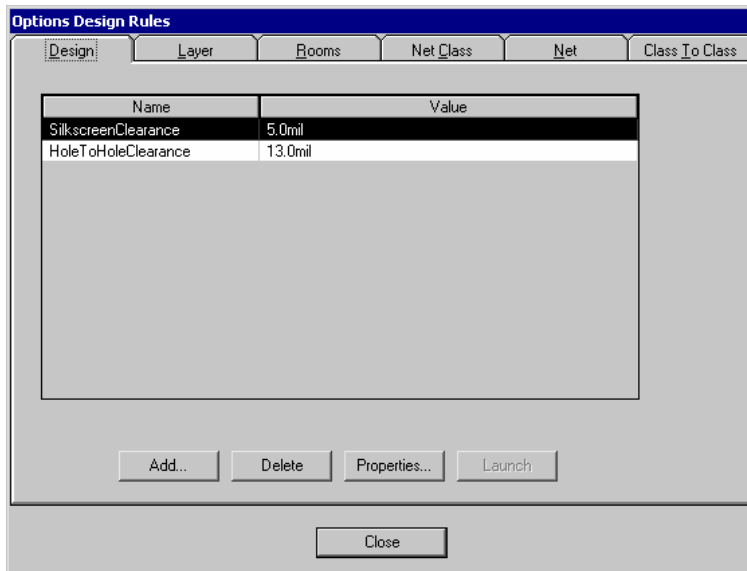 Options Design Rules
Design Layer Rooms Net Class Net Class To Class
Name Value
SilkscreenClearance 5.0mil
HoleToHoleClearance 13.0mil
Add... Delete Properties... Launch
Close